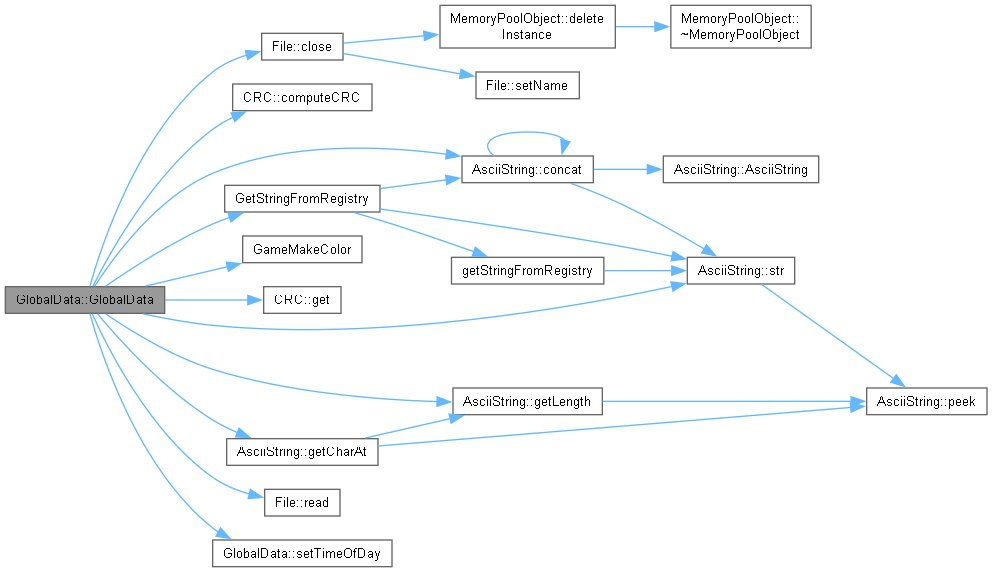 MemoryPoolObject::delete
Instance
MemoryPoolObject::
~MemoryPoolObject
File::close
File::setName
CRC::computeCRC
AsciiString::concat
AsciiString::AsciiString
GetStringFromRegistry
GameMakeColor
getStringFromRegistry
AsciiString::str
GlobalData::GlobalData
CRC::get
AsciiString::getLength
AsciiString::peek
AsciiString::getCharAt
File::read
GlobalData::setTimeOfDay